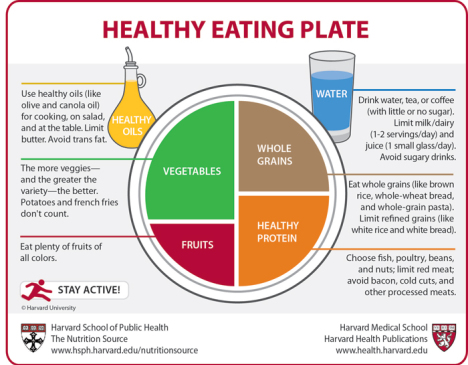 HEALTHY EATING PLATE
Use healthy oils (like
olive and canola oil)
for cooking, on salad,
and at the table. Limit
butter. Avoid trans fat.
HEALTHY
OILS
The more veggies—
and the greater the
variety—the better.
Potatoes and french fries
don't count.
Eat plenty of fruits of
all colors.
VEGETABLES
FRUITS
WHOLE
GRAINS
HEALTHY
PROTEIN
WATER
Drink water, tea, or coffee
(with little or no sugar).
Limit milk/dairy
(1-2 servings/day) and
juice (1 small glass/day).
Avoid sugary drinks.
Eat whole grains (like brown
rice, whole-wheat bread,
and whole-grain pasta).
Limit refined grains (like
white rice and white bread).
Choose fish, poultry, beans,
and nuts; limit red meat;
avoid bacon, cold cuts, and
other processed meats.
STAY ACTIVE!
© Harvard University
Harvard School of Public Health
The Nutrition Source
www.hsph.harvard.edu/nutritionsource
Harvard Medical School
Harvard Health Publications
www.health.harvard.edu